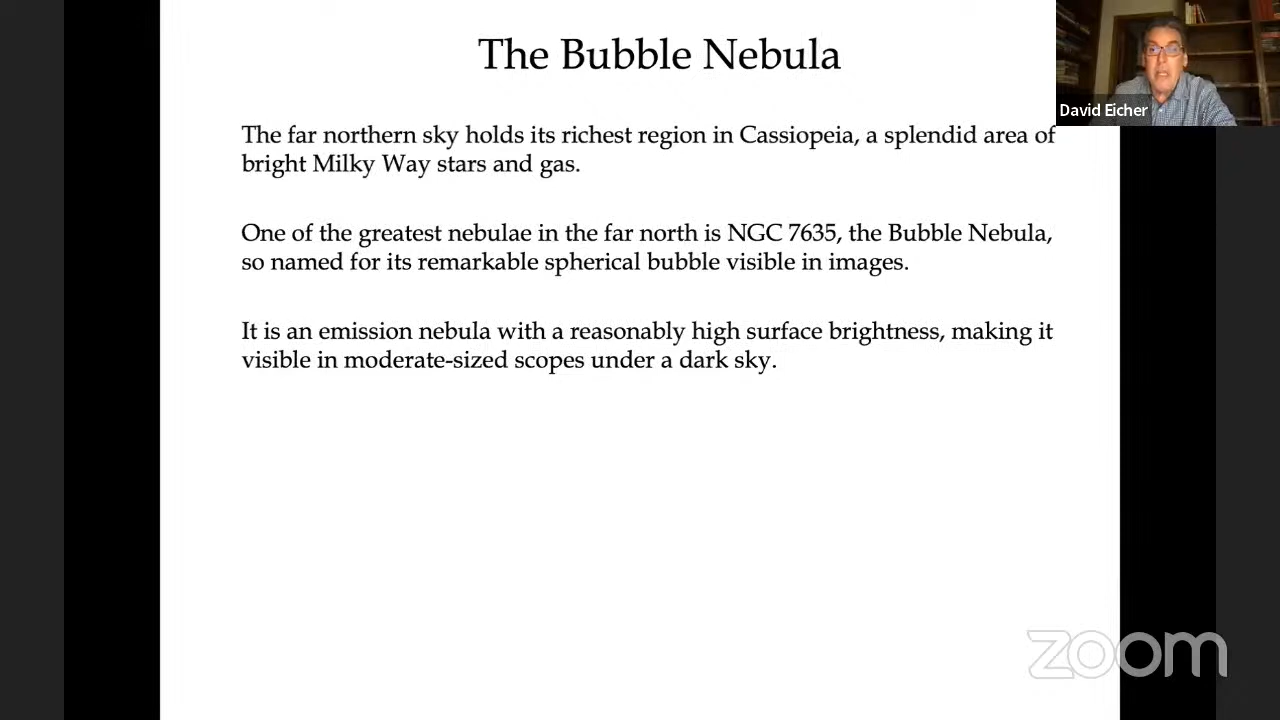 The Bubble Nebula
David Eicher
The far northern sky holds its richest region in Cassiopeia, a splendid area of
bright Milky Way stars and gas.
One of the greatest nebulae in the far north is NGC 7635, the Bubble Nebula,
so named for its remarkable spherical bubble visible in images.
It is an emission nebula with a reasonably high surface brightness, making it
visible in moderate-sized scopes under a dark sky.
zoom